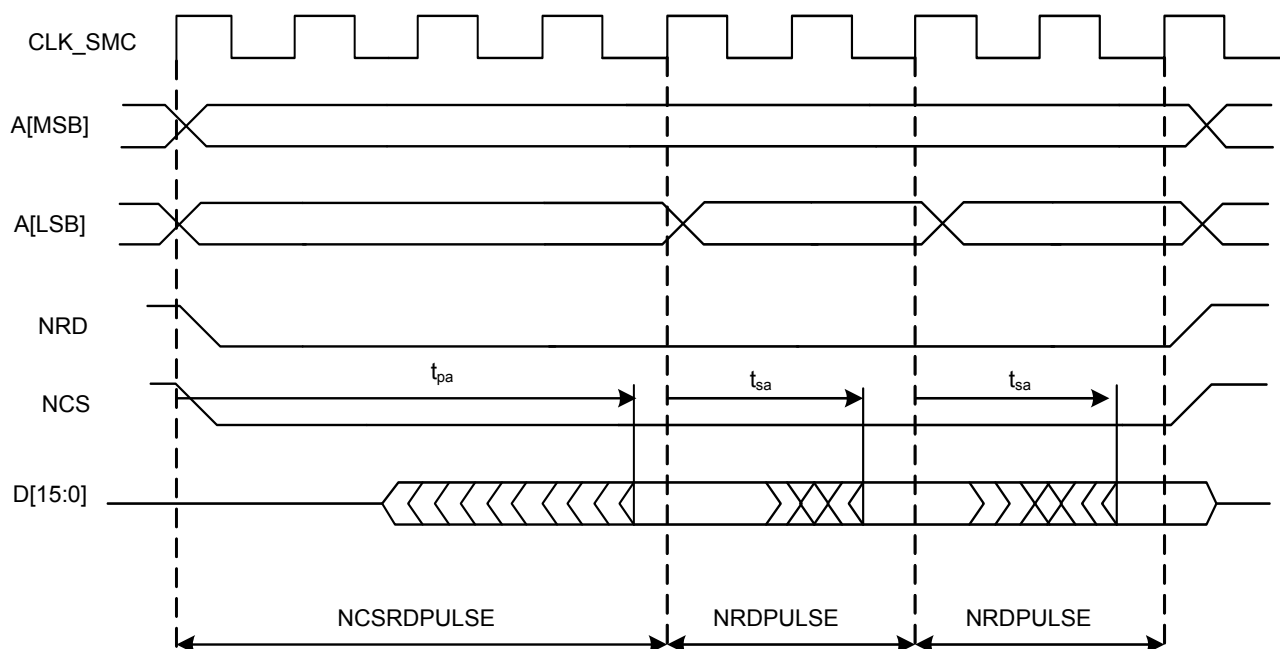 CLK_SMC
A[MSB]
A[LSB]
NRD
tpa
tsa
tsa
NCS
D[15:0]
NCSRDPULSE
NRDPULSE
NRDPULSE